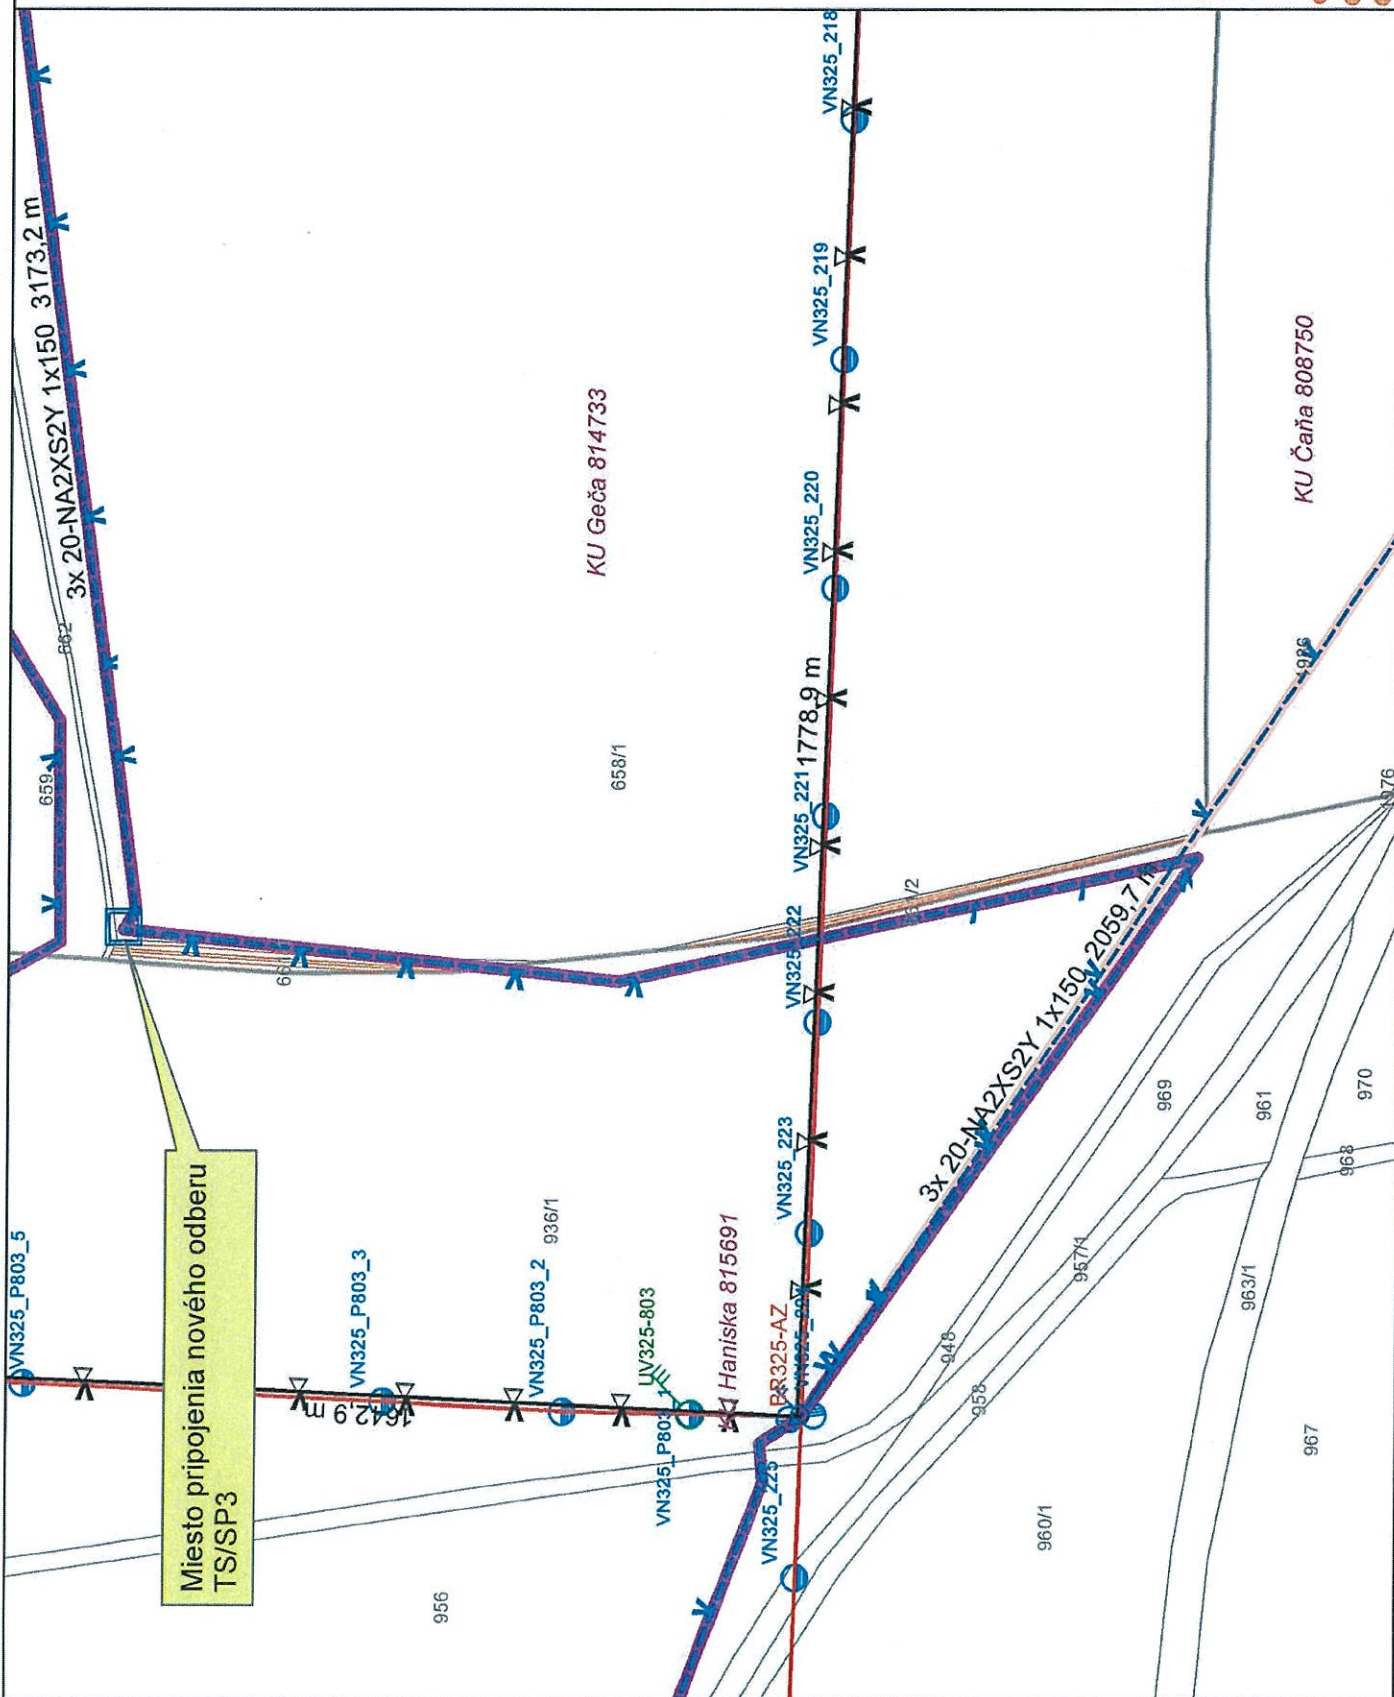 3x 20-NA2XS2Y 1x150  3173,2 m
662
659
KU Geča 814733
658/1
VN325_218
VN325_219
VN325_220
1778,9 m
VN325_221
VN325_222
VN325_223
KU Čaňa 808750
1986
1976
3x 20-NA2XS2Y 1x150  2059,7 m
Miesto pripojenia nového odberu
TS/SP3
VN325_P803_5
VN325_P803_3
1642,9 m
VN325_P803_2
936/1
UV325-803
VN325_P803_1
KU Haniska 815691
RR325-AZ
VN325_225
956
948
958
957/1
969
961
970
968
963/1
967
960/1